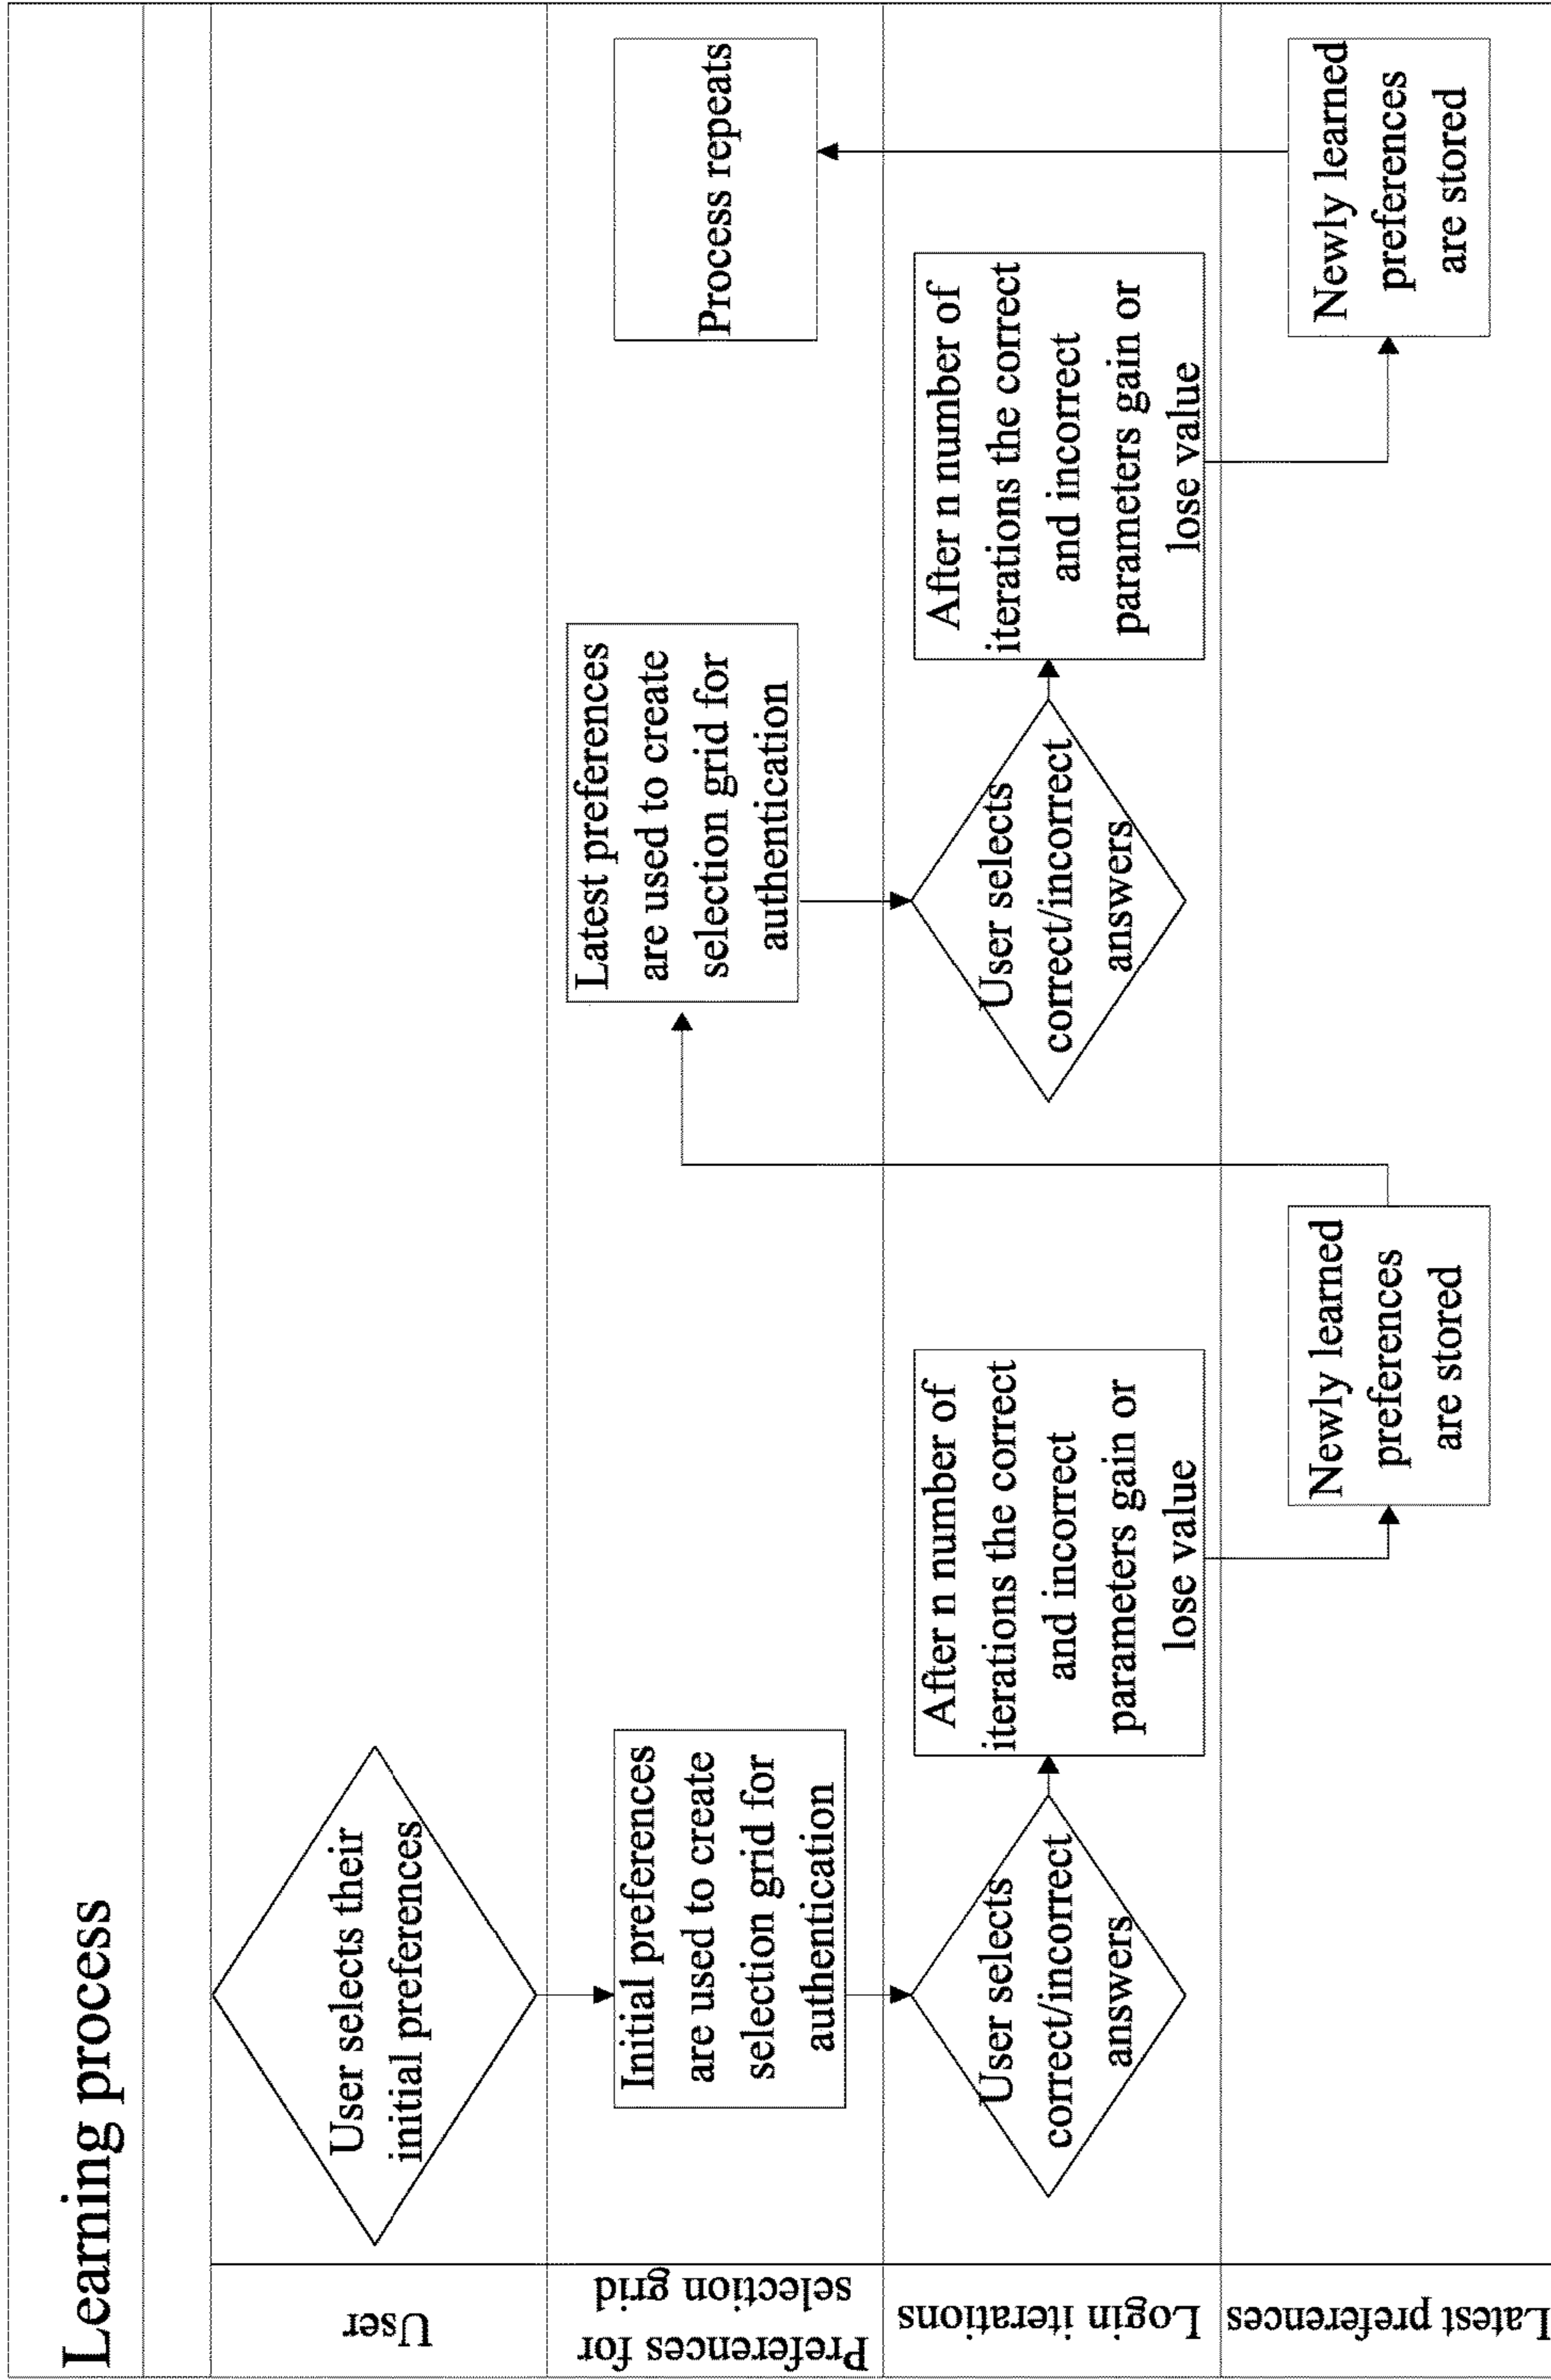 Learning process
User
User selects their
initial preferences
Preferences for
selection grid
Initial preferences
are used to create
selection grid for
authentication
Latest preferences
are used to create
selection grid for
authentication
Process repeats
Login iterations
User selects
correct/incorrect
answers
After n number of
iterations the correct
and incorrect
parameters gain or
lose value
User selects
correct/incorrect
answers
After n number of
iterations the correct
and incorrect
parameters gain or
lose value
Latest preferences
Newly learned
preferences
are stored
Newly learned
preferences
are stored